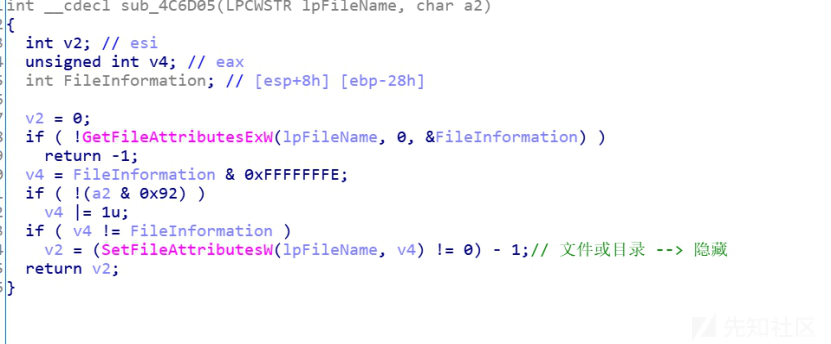 int __cdecl sub_4C6D05(LPCWSTR lpFileName, char a2)
{
int v2; // esi
unsigned int v4; // eax
int FileInformation; // [esp+8h] [ebp-28h]
v2 = 0;
if ( !GetFileAttributesExW(lpFileName, 0, &FileInformation) )
return -1;
v4 = FileInformation & 0xFFFFFFFE;
if ( !(a2 & 0x92) )
v4 |= 1u;
if ( v4 != FileInformation )
v2 = (SetFileAttributesW(lpFileName, v4) != 0) - 1;// 文件或目录 --> 隐藏
return v2;
}
先知社区